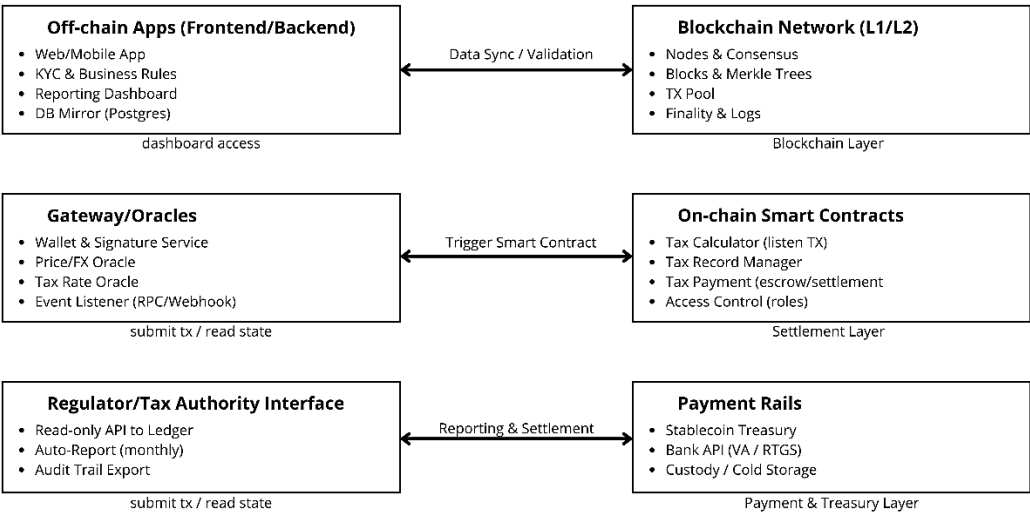 Off-chain Apps (Frontend/Backend)
• Web/Mobile App
• KYC & Business Rules
• Reporting Dashboard
• DB Mirror (Postgres)
dashboard access
Data Sync / Validation
Blockchain Network (L1/L2)
• Nodes & Consensus
• Blocks & Merkle Trees
• TX Pool
• Finality & Logs
Blockchain Layer
Gateway/Oracles
• Wallet & Signature Service
• Price/FX Oracle
• Tax Rate Oracle
• Event Listener (RPC/Webhook)
submit tx / read state
Trigger Smart Contract
On-chain Smart Contracts
• Tax Calculator (listen TX)
• Tax Record Manager
• Tax Payment (escrow/settlement
• Access Control (roles)
Settlement Layer
Regulator/Tax Authority Interface
• Read-only API to Ledger
• Auto-Report (monthly)
• Audit Trail Export
submit tx / read state
Reporting & Settlement
Payment Rails
• Stablecoin Treasury
• Bank API (VA / RTGS)
• Custody / Cold Storage
Payment & Treasury Layer